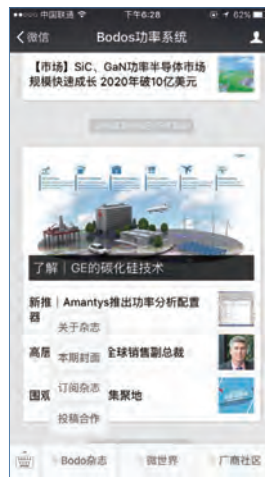 中国联通 下午6:28 62%
微信 Bodos功率系统
【市场】SiC、GaN功率半导体市场
规模快速成长 2020年破10亿美元
了解｜GE的碳化硅技术
新推｜Amantys推出功率分析配置
器
关于杂志
高层
本期封面
全球销售副总裁
国双
订阅杂志
集聚地
投稿合作
Bodo杂志 微世界 厂商社区